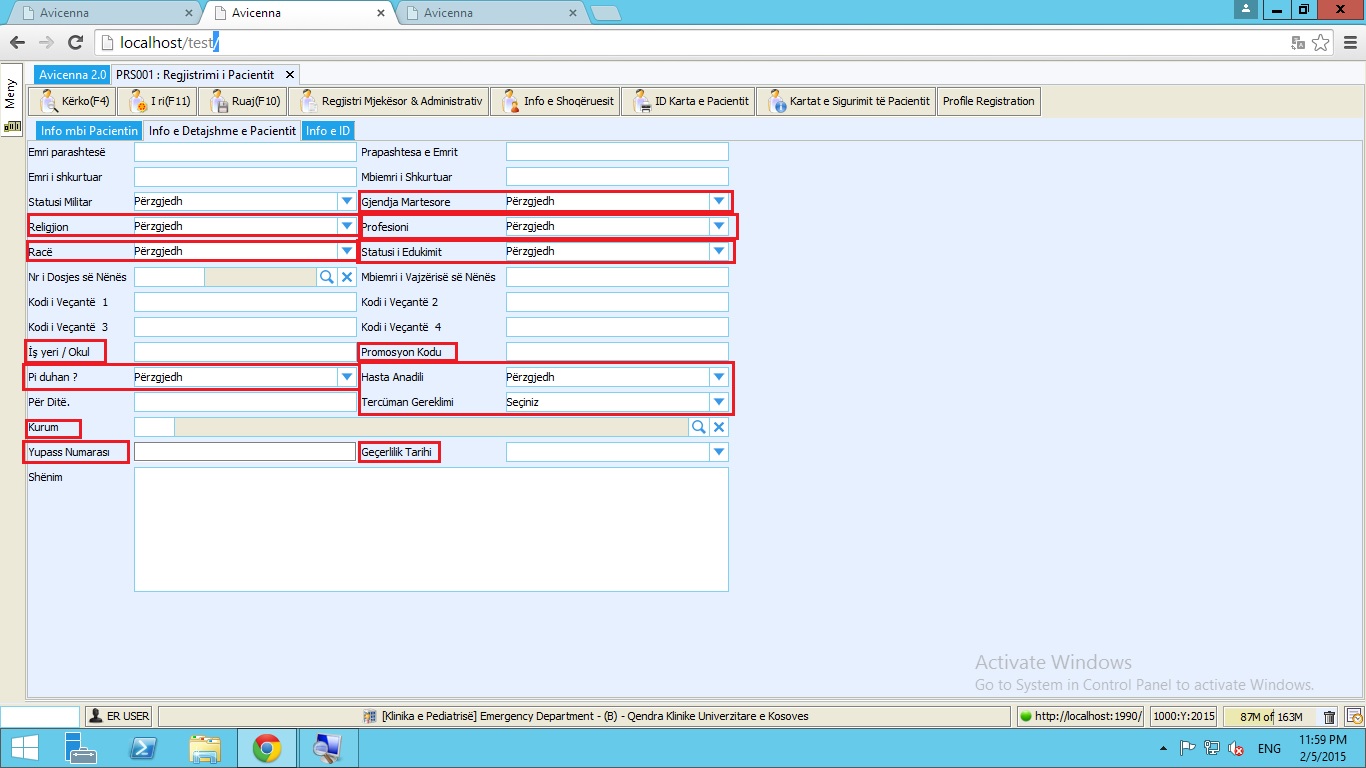 Avicenna Avicenna Avicenna
localhost/test/
Meny
Avicenna 2.0 PRS001 : Regjistrimi i Pacientit
Kërko(F4) I ri(F11) Ruaj(F10) Regjistri Mjekësor & Administrativ Info e Shoqëruesit ID Karta e Pacientit Kartat e Sigurimit të Pacientit Profile Registration
Info mbi Pacientin Info e Detajshme e Pacientit Info e ID
Emri parashtesë Prapashtesa e Emrit
Emri i shkurtuar Mbiemri i Shkurtuar
Statusi Militar Përzgjedh Gjendja Martesore Përzgjedh
Religjion Përzgjedh Profesioni Përzgjedh
Racë Përzgjedh Statusi i Edukimit Përzgjedh
Nr i Dosjes së Nënës Mbiemri i Vajzërisë së Nënës
Kodi i Veçantë 1 Kodi i Veçantë 2
Kodi i Veçantë 3 Kodi i Veçantë 4
İş yeri / Okul Promosyon Kodu
Pi duhan ? Përzgjedh Hasta Anadili Përzgjedh
Për Ditë. Tercüman Gereklimi Seçiniz
Kurum
Yupass Numarası Geçerlilik Tarihi
Shënim
Activate Windows
Go to System in Control Panel to activate Windows.
ER USER [Klinika e Pediatrisë] Emergency Department - (B) - Qendra Klinike Univerzitare e Kosoves http://localhost:1990/ 1000:Y:2015 87M of 163M
ENG 11:59 PM
2/5/2015